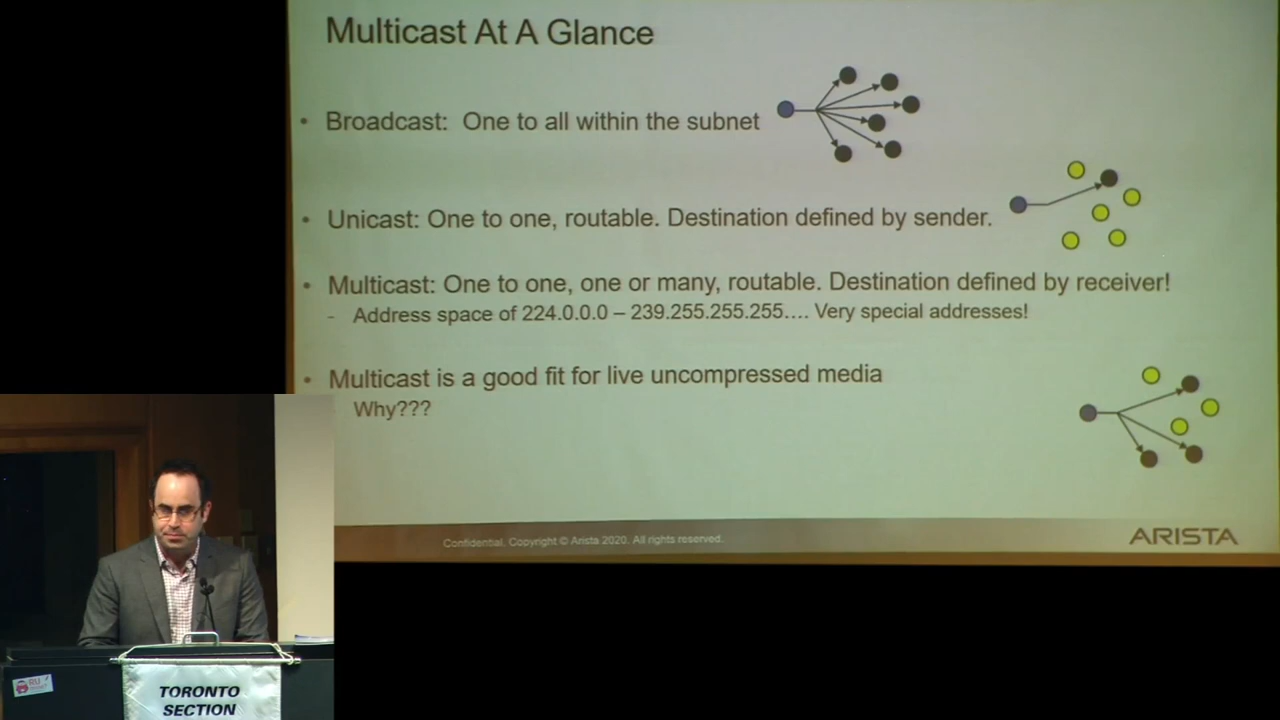 Multicast At A Glance
• Broadcast: One to all within the subnet
• Unicast: One to one, routable. Destination defined by sender.
• Multicast: One to one, one or many, routable. Destination defined by receiver!
- Address space of 224.0.0.0 – 239.255.255.255…. Very special addresses!
• Multicast is a good fit for live uncompressed media
Why???
Confidential. Copyright © Arista 2020. All rights reserved.
ARISTA
RU
TORONTO
SECTION